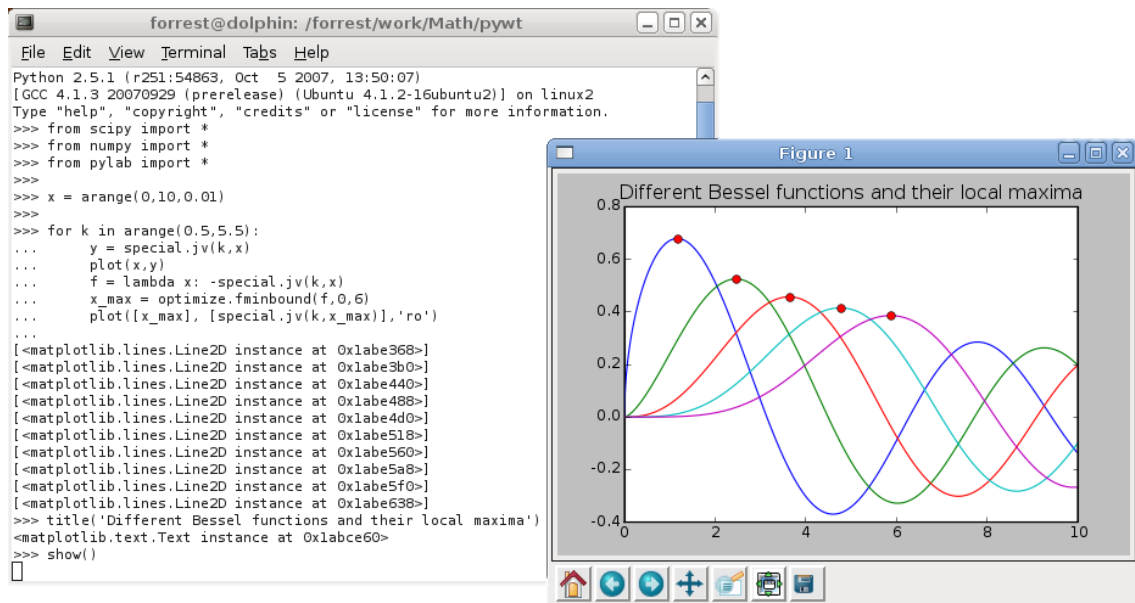 forrest@dolphin: /forrest/work/Math/pywt
File Edit View Terminal Tabs Help
Python 2.5.1 (r251:54863, Oct  5 2007, 13:50:07)
[GCC 4.1.3 20070929 (prerelease) (Ubuntu 4.1.2-16ubuntu2)] on linux2
Type "help", "copyright", "credits" or "license" for more information.
>>> from scipy import *
>>> from numpy import *
>>> from pylab import *
>>>
>>> x = arange(0,10,0.01)
>>>
>>> for k in arange(0.5,5.5):
...     y = special.jv(k,x)
...     plot(x,y)
...     f = lambda x: -special.jv(k,x)
...     x_max = optimize.fminbound(f,0,6)
...     plot([x_max], [special.jv(k,x_max)],'ro')
...
[<matplotlib.lines.Line2D instance at 0x1abe368>]
[<matplotlib.lines.Line2D instance at 0x1abe3b0>]
[<matplotlib.lines.Line2D instance at 0x1abe440>]
[<matplotlib.lines.Line2D instance at 0x1abe488>]
[<matplotlib.lines.Line2D instance at 0x1abe4d0>]
[<matplotlib.lines.Line2D instance at 0x1abe518>]
[<matplotlib.lines.Line2D instance at 0x1abe560>]
[<matplotlib.lines.Line2D instance at 0x1abe5a8>]
[<matplotlib.lines.Line2D instance at 0x1abe5f0>]
[<matplotlib.lines.Line2D instance at 0x1abe638>]
>>> title('Different Bessel functions and their local maxima')
<matplotlib.text.Text instance at 0x1abce60>
>>> show()
Figure 1
Different Bessel functions and their local maxima
0.8
0.6
0.4
0.2
0.0
-0.2
-0.4
0 2 4 6 8 10